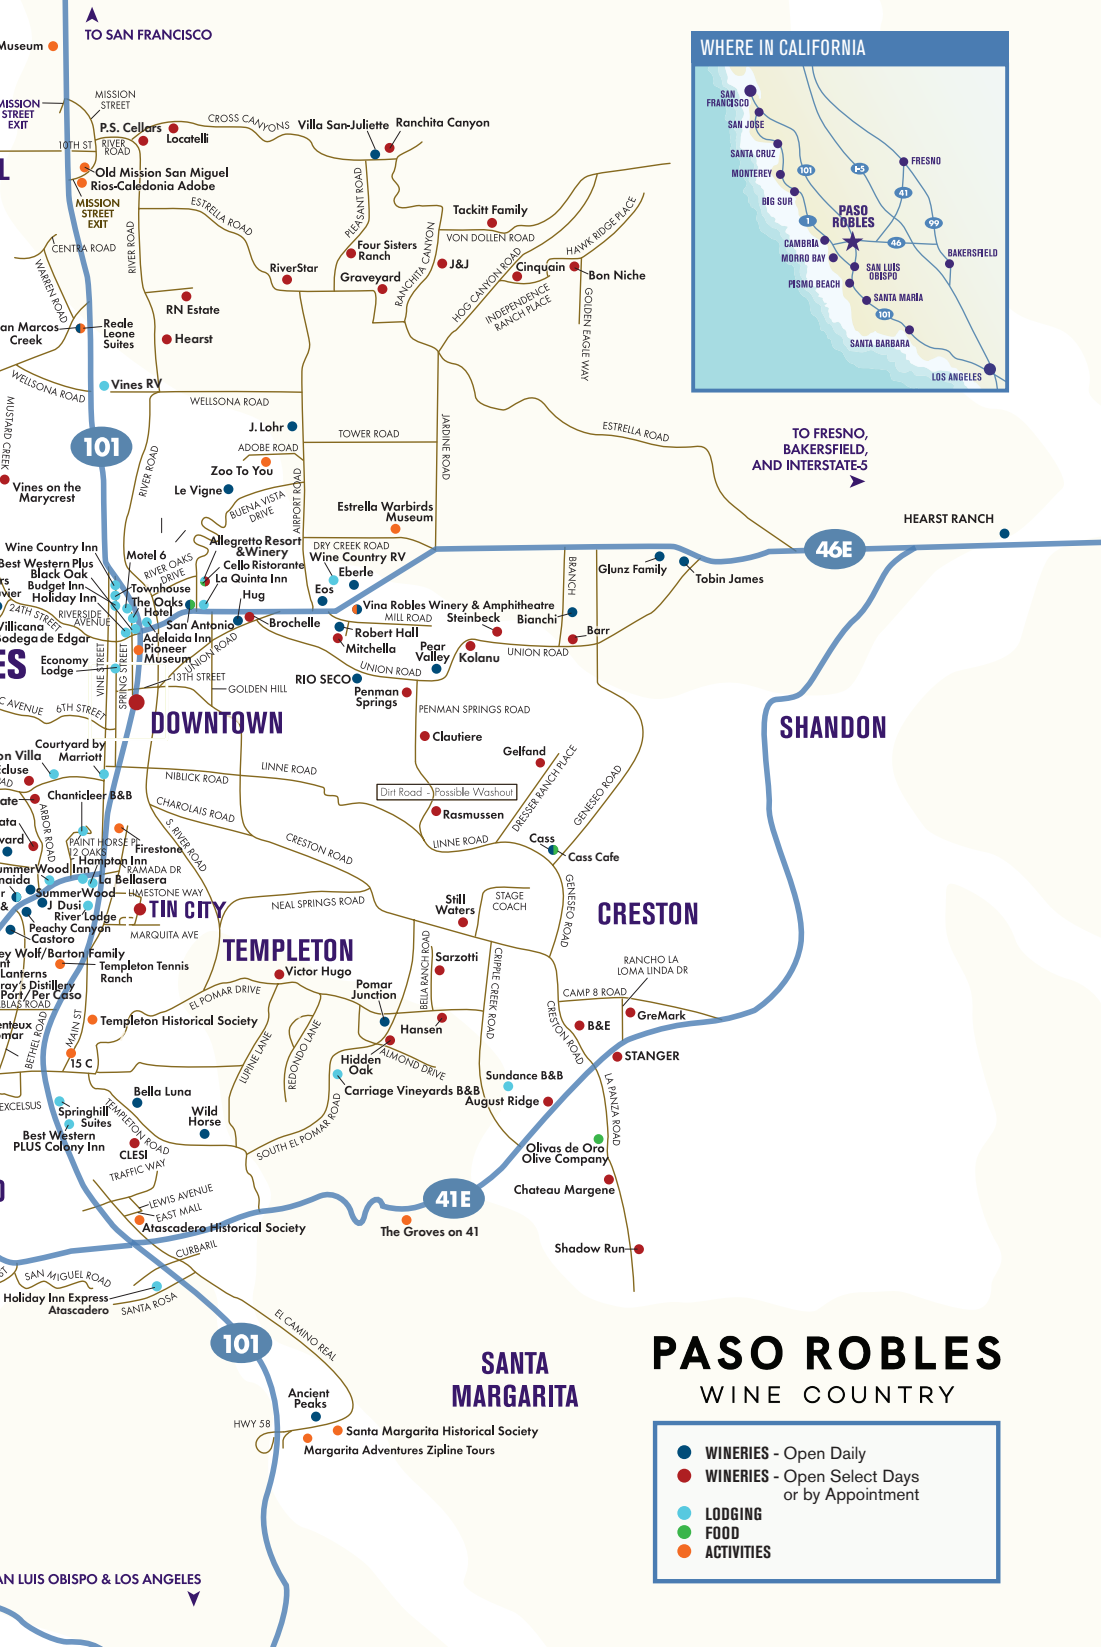 TO SAN FRANCISCO
Museum
MISSION
STREET
EXIT
MISSION
STREET
10TH ST
RIVER
ROAD
P.S. Cellars
Locatelli
CROSS CANYONS
Villa San-Juliette
Ranchita Canyon
Old Mission San Miguel
Rios-Caledonia Adobe
MISSION
STREET
EXIT
ESTRELLA ROAD
PLEASANT ROAD
Tackitt Family
VON DOLLEN ROAD
HAWK RIDGE PLACE
CENTRA ROAD
WARREN ROAD
RIVER ROAD
Four Sisters
Ranch
RiverStar
Graveyard
RANCHITA CANYON
J&J
HOG CANYON ROAD
Cinquain
Bon Niche
INDEPENDENCE
RANCH PLACE
GOLDEN EAGLE WAY
RN Estate
an Marcos
Creek
Reale
Leone
Suites
Hearst
WELLSONA ROAD
Vines RV
WELLSONA ROAD
MUSTARD CREEK
101
J. Lohr
TOWER ROAD
JARDINE ROAD
ESTRELLA ROAD
ADOBE ROAD
Zoo To You
RIVER ROAD
Vines on the
Marycrest
Le Vigne
BUENA VISTA
DRIVE
AIRPORT ROAD
Estrella Warbirds
Museum
TO FRESNO,
BAKERSFIELD,
AND INTERSTATE-5
HEARST RANCH
46E
Wine Country Inn
Best Western Plus
Black Oak
Budget Inn
Holiday Inn
Motel 6
RIVER OAKS
DRIVE
Townhouse
The Oaks
Hotel
Allegretto Resort
&Winery
Cello Ristorante
La Quinta Inn
DRY CREEK ROAD
Wine Country RV
Eberle
Eos
Hug
BRANCH
Glunz Family
Tobin James
24TH STREET
RIVERSIDE
AVENUE
Villicana
Bodega de Edgar
San Antonio
Adelaida Inn
Pioneer
Museum
Brochelle
Vina Robles Winery & Amphitheatre
MILL ROAD
Steinbeck
Bianchi
Robert Hall
Mitchella
Barr
Pear
Valley
Kolanu
UNION ROAD
UNION ROAD
UNION ROAD
Economy
Lodge
VINE STREET
SPRING STREET
13TH STREET
GOLDEN HILL
RIO SECO
Penman
Springs
PENMAN SPRINGS ROAD
6TH STREET
C AVENUE
DOWNTOWN
SHANDON
Clautiere
Gelfand
Courtyard by
Marriott
on Villa
NIBLICK ROAD
LINNE ROAD
Dirt Road - Possible Washout
DRESSER RANCH PLACE
GENESEO ROAD
Chanticleer B&B
CHAROLAIS ROAD
ARBOR ROAD
S. RIVER ROAD
Rasmussen
LINNE ROAD
Cass
Cass Cafe
PAINT HORSE PL
12 OAKS
Firestone
CRESTON ROAD
Hampton Inn
RAMADA DR
SummerWood Inn
La Bellasera
SummerWood
LIMESTONE WAY
J Dusi
River Lodge
TIN CITY
NEAL SPRINGS ROAD
Still
Waters
STAGE
COACH
GENESEO ROAD
CRESTON
Peachy Canyon
Castoro
MARQUITA AVE
ey Wolf/Barton Family
Lanterns
Templeton Tennis
Ranch
TEMPLETON
Victor Hugo
BELLA RANCH ROAD
Sarzotti
CRIPPLE CREEK ROAD
RANCHO LA
LOMA LINDA DR
CAMP 8 ROAD
ray's Distillery
Port/Per Caso
EL POMAR DRIVE
Pomar
Junction
Templeton Historical Society
MAIN ST
BETHEL ROAD
Hansen
CRESTON ROAD
B&E
GreMark
15 C
LUPINE LANE
REDONDO LANE
Hidden
Oak
ALMOND DRIVE
STANGER
Carriage Vineyards B&B
Sundance B&B
August Ridge
LA PANZA ROAD
EXCELSUS
Bella Luna
Springhill
Suites
TEMPLETON ROAD
Wild
Horse
Best Western
PLUS Colony Inn
CLESI
SOUTH EL POMAR ROAD
Olivas de Oro
Olive Company
TRAFFIC WAY
LEWIS AVENUE
EAST MALL
Atascadero Historical Society
41E
Chateau Margene
The Groves on 41
Shadow Run
CURBARIL
SAN MIGUEL ROAD
Holiday Inn Express
Atascadero
SANTA ROSA
101
EL CAMINO REAL
SANTA
MARGARITA
Ancient
Peaks
HWY 58
Santa Margarita Historical Society
Margarita Adventures Zipline Tours
AN LUIS OBISPO & LOS ANGELES
WHERE IN CALIFORNIA
SAN
FRANCISCO
SAN JOSE
SANTA CRUZ
MONTEREY
BIG SUR
101
I-5
FRESNO
41
99
1
PASO
ROBLES
46
CAMBRIA
MORRO BAY
BAKERSFIELD
SAN LUIS
OBISPO
PISMO BEACH
SANTA MARIA
101
SANTA BARBARA
LOS ANGELES
PASO ROBLES
WINE COUNTRY
WINERIES - Open Daily
WINERIES - Open Select Days
or by Appointment
LODGING
FOOD
ACTIVITIES